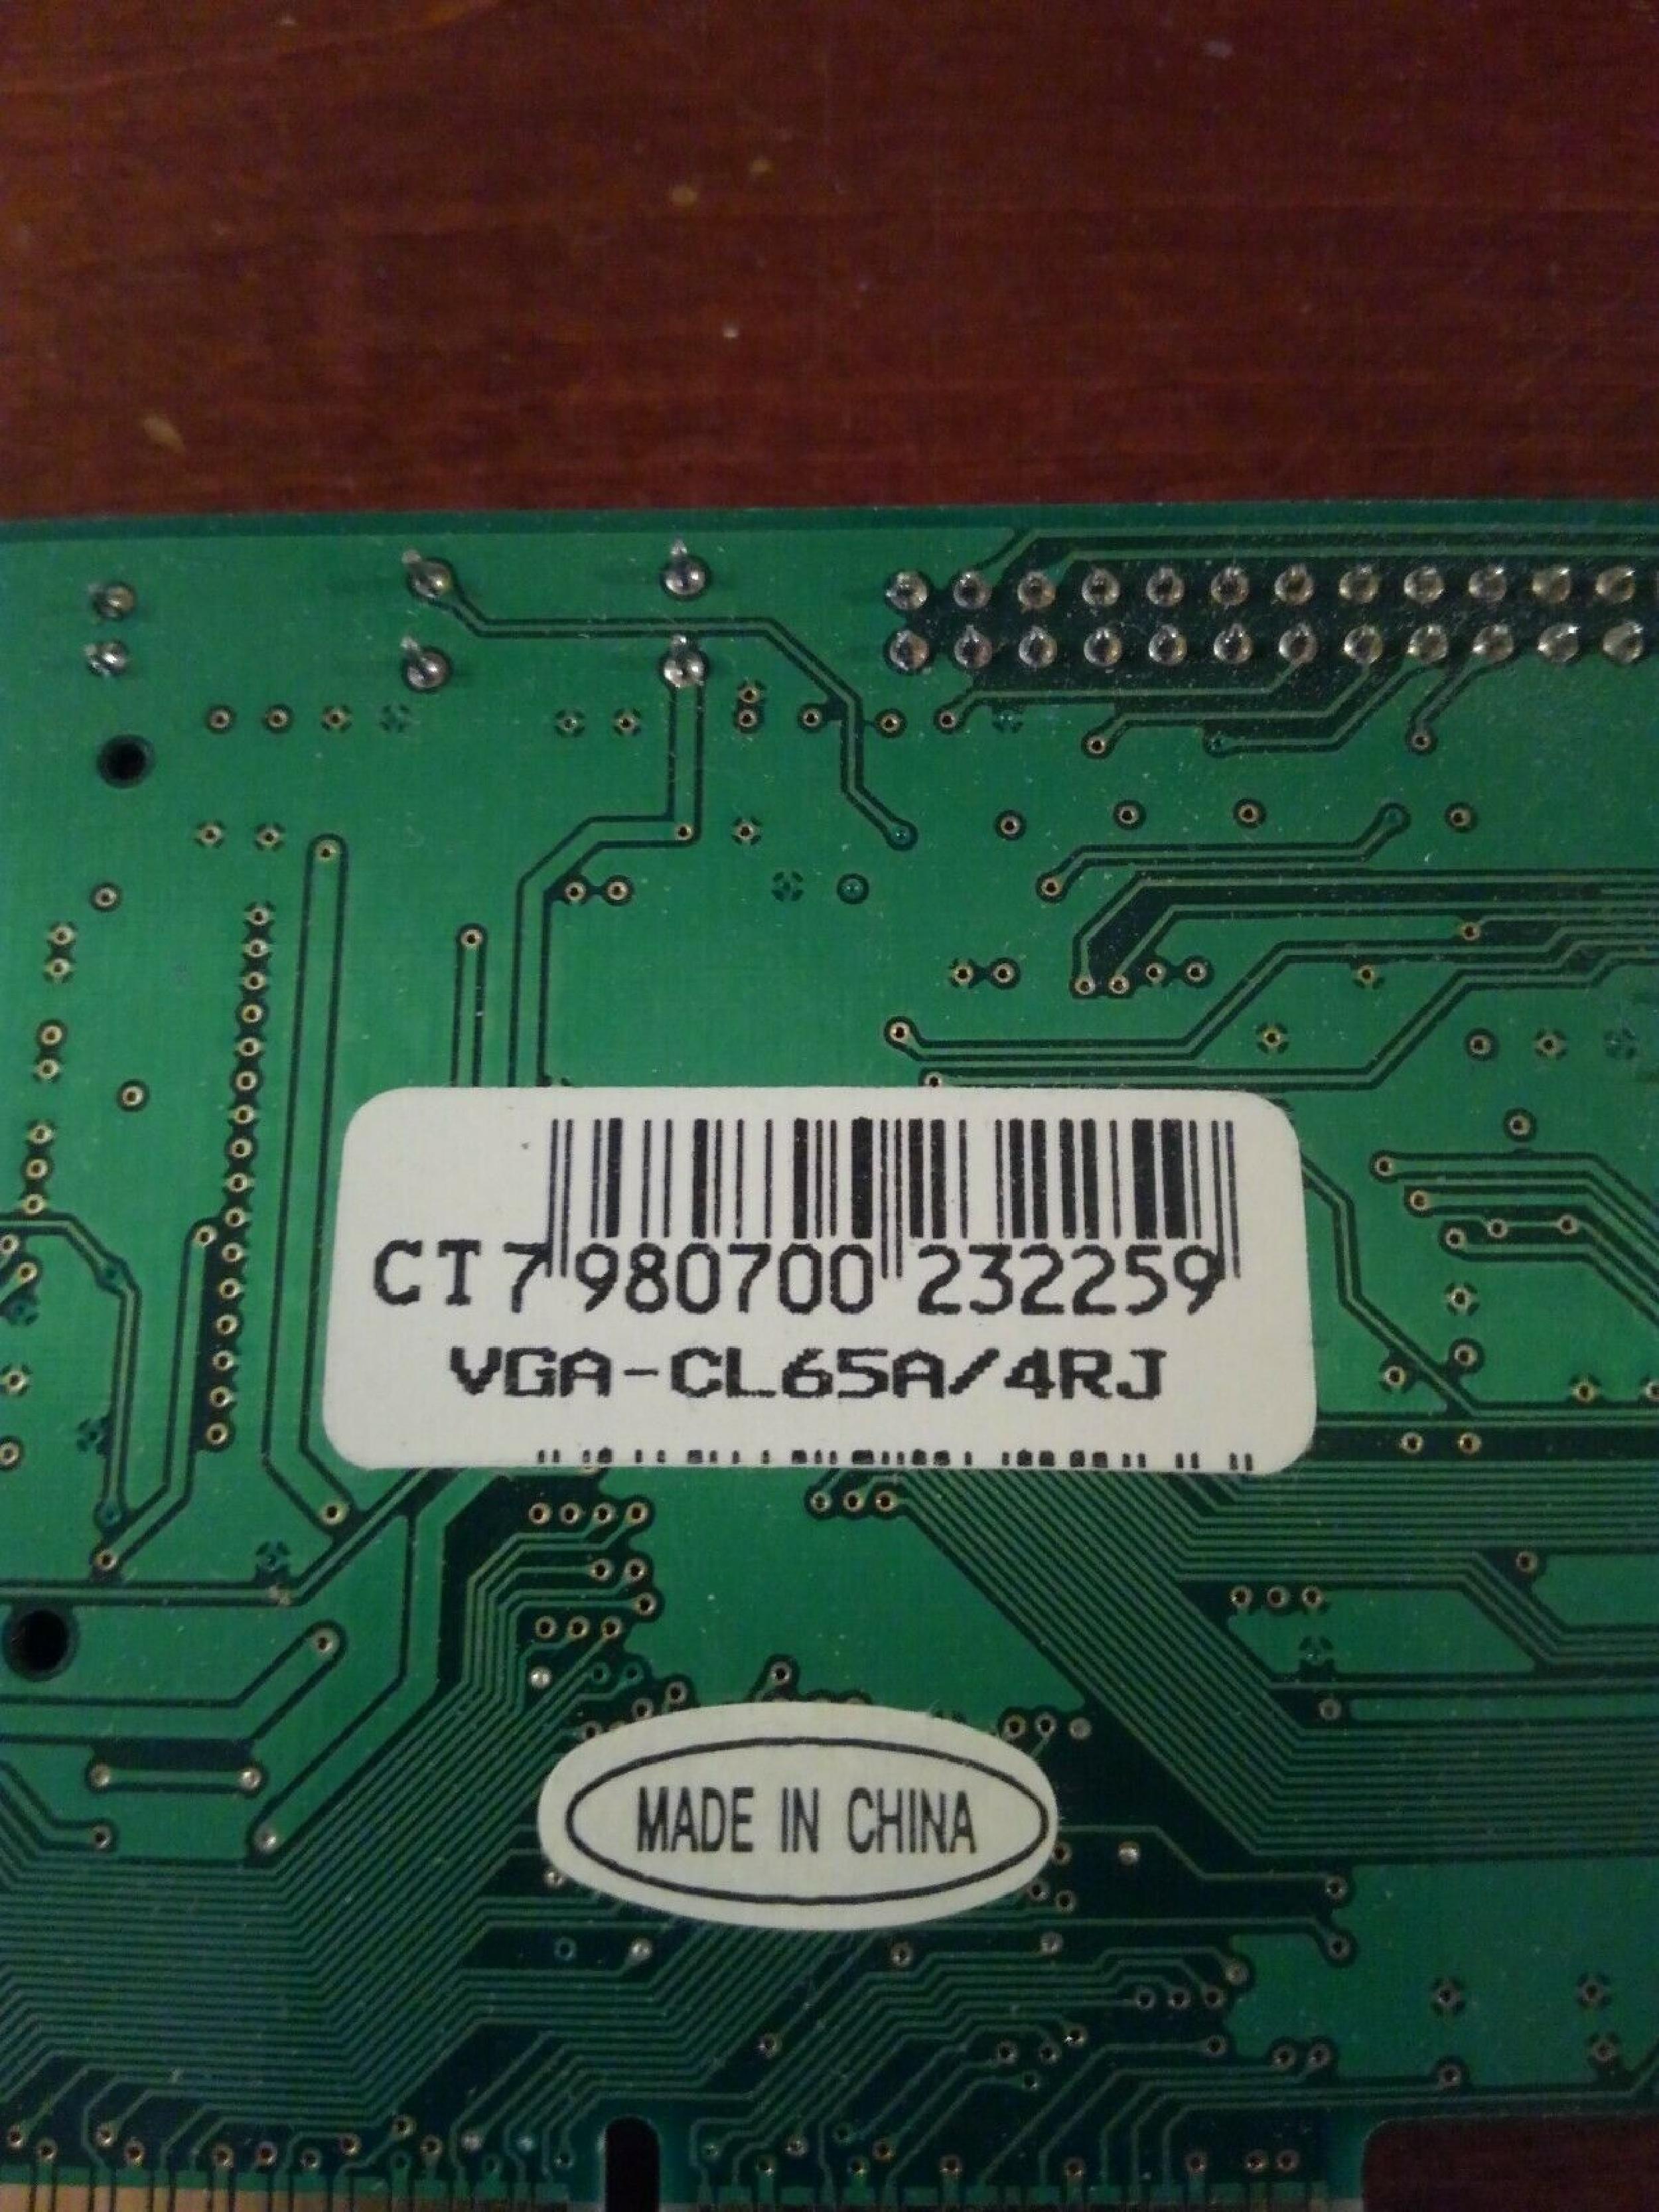 CT7 980700 232259
VGA-CL65A/4RJ
MADE IN CHINA